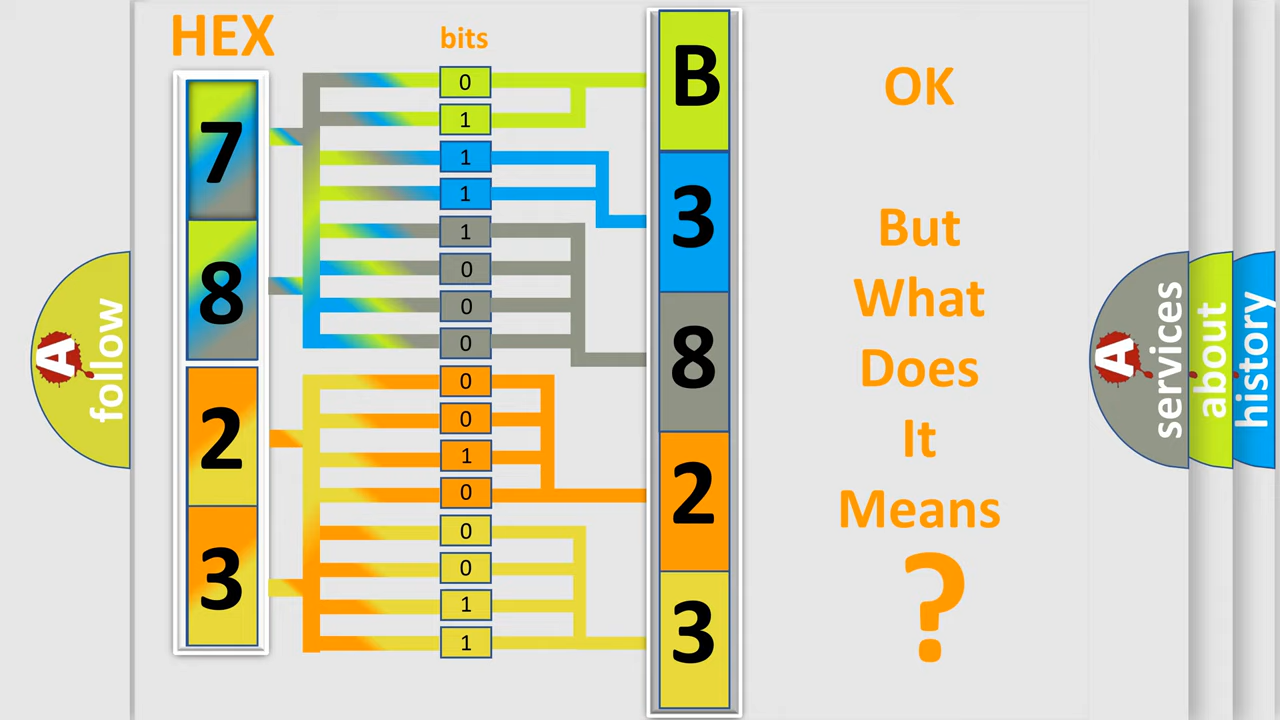 HEX
7
8
2
3
bits
0
1
1
1
1
0
0
0
0
0
1
0
0
0
1
1
B
3
8
2
3
OK
But
What
Does
It
Means
?
A
follow
A
services
about
history